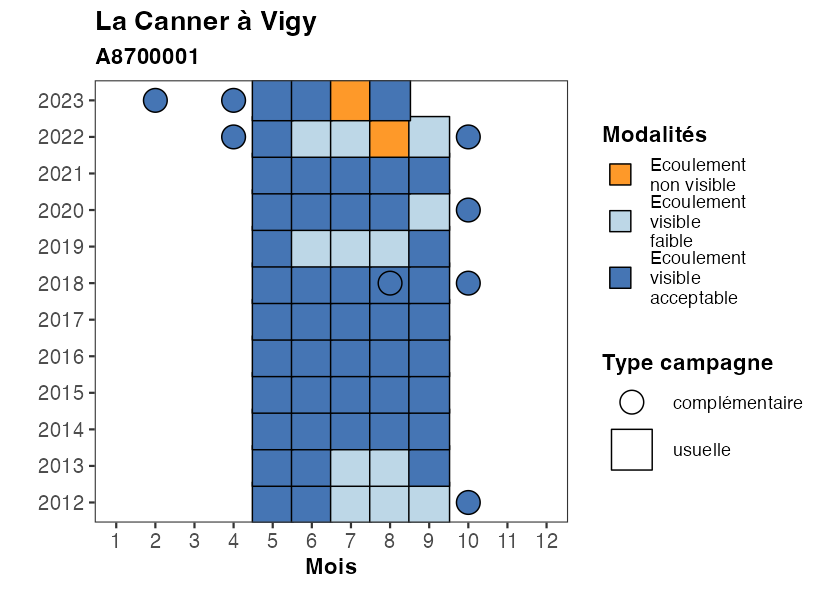 La Canner à Vigy
A8700001
2023
2022
2021
2020
2019
2018
2017
2016
2015
2014
2013
2012
1 2 3 4 5 6 7 8 9 10 11 12
Mois
Modalités
Ecoulement
non visible
Ecoulement
visible
faible
Ecoulement
visible
acceptable
Type campagne
complémentaire
usuelle